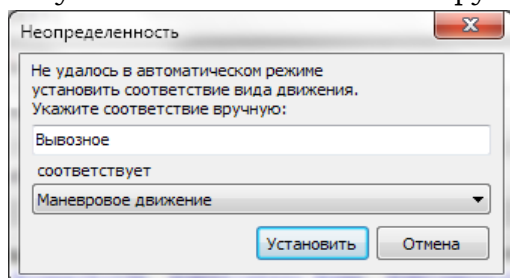 Неопределенность
Не удалось в автоматическом режиме
установить соответствие вида движения.
Укажите соответствие вручную:
Вывозное
соответствует
Маневровое движение
Установить Отмена